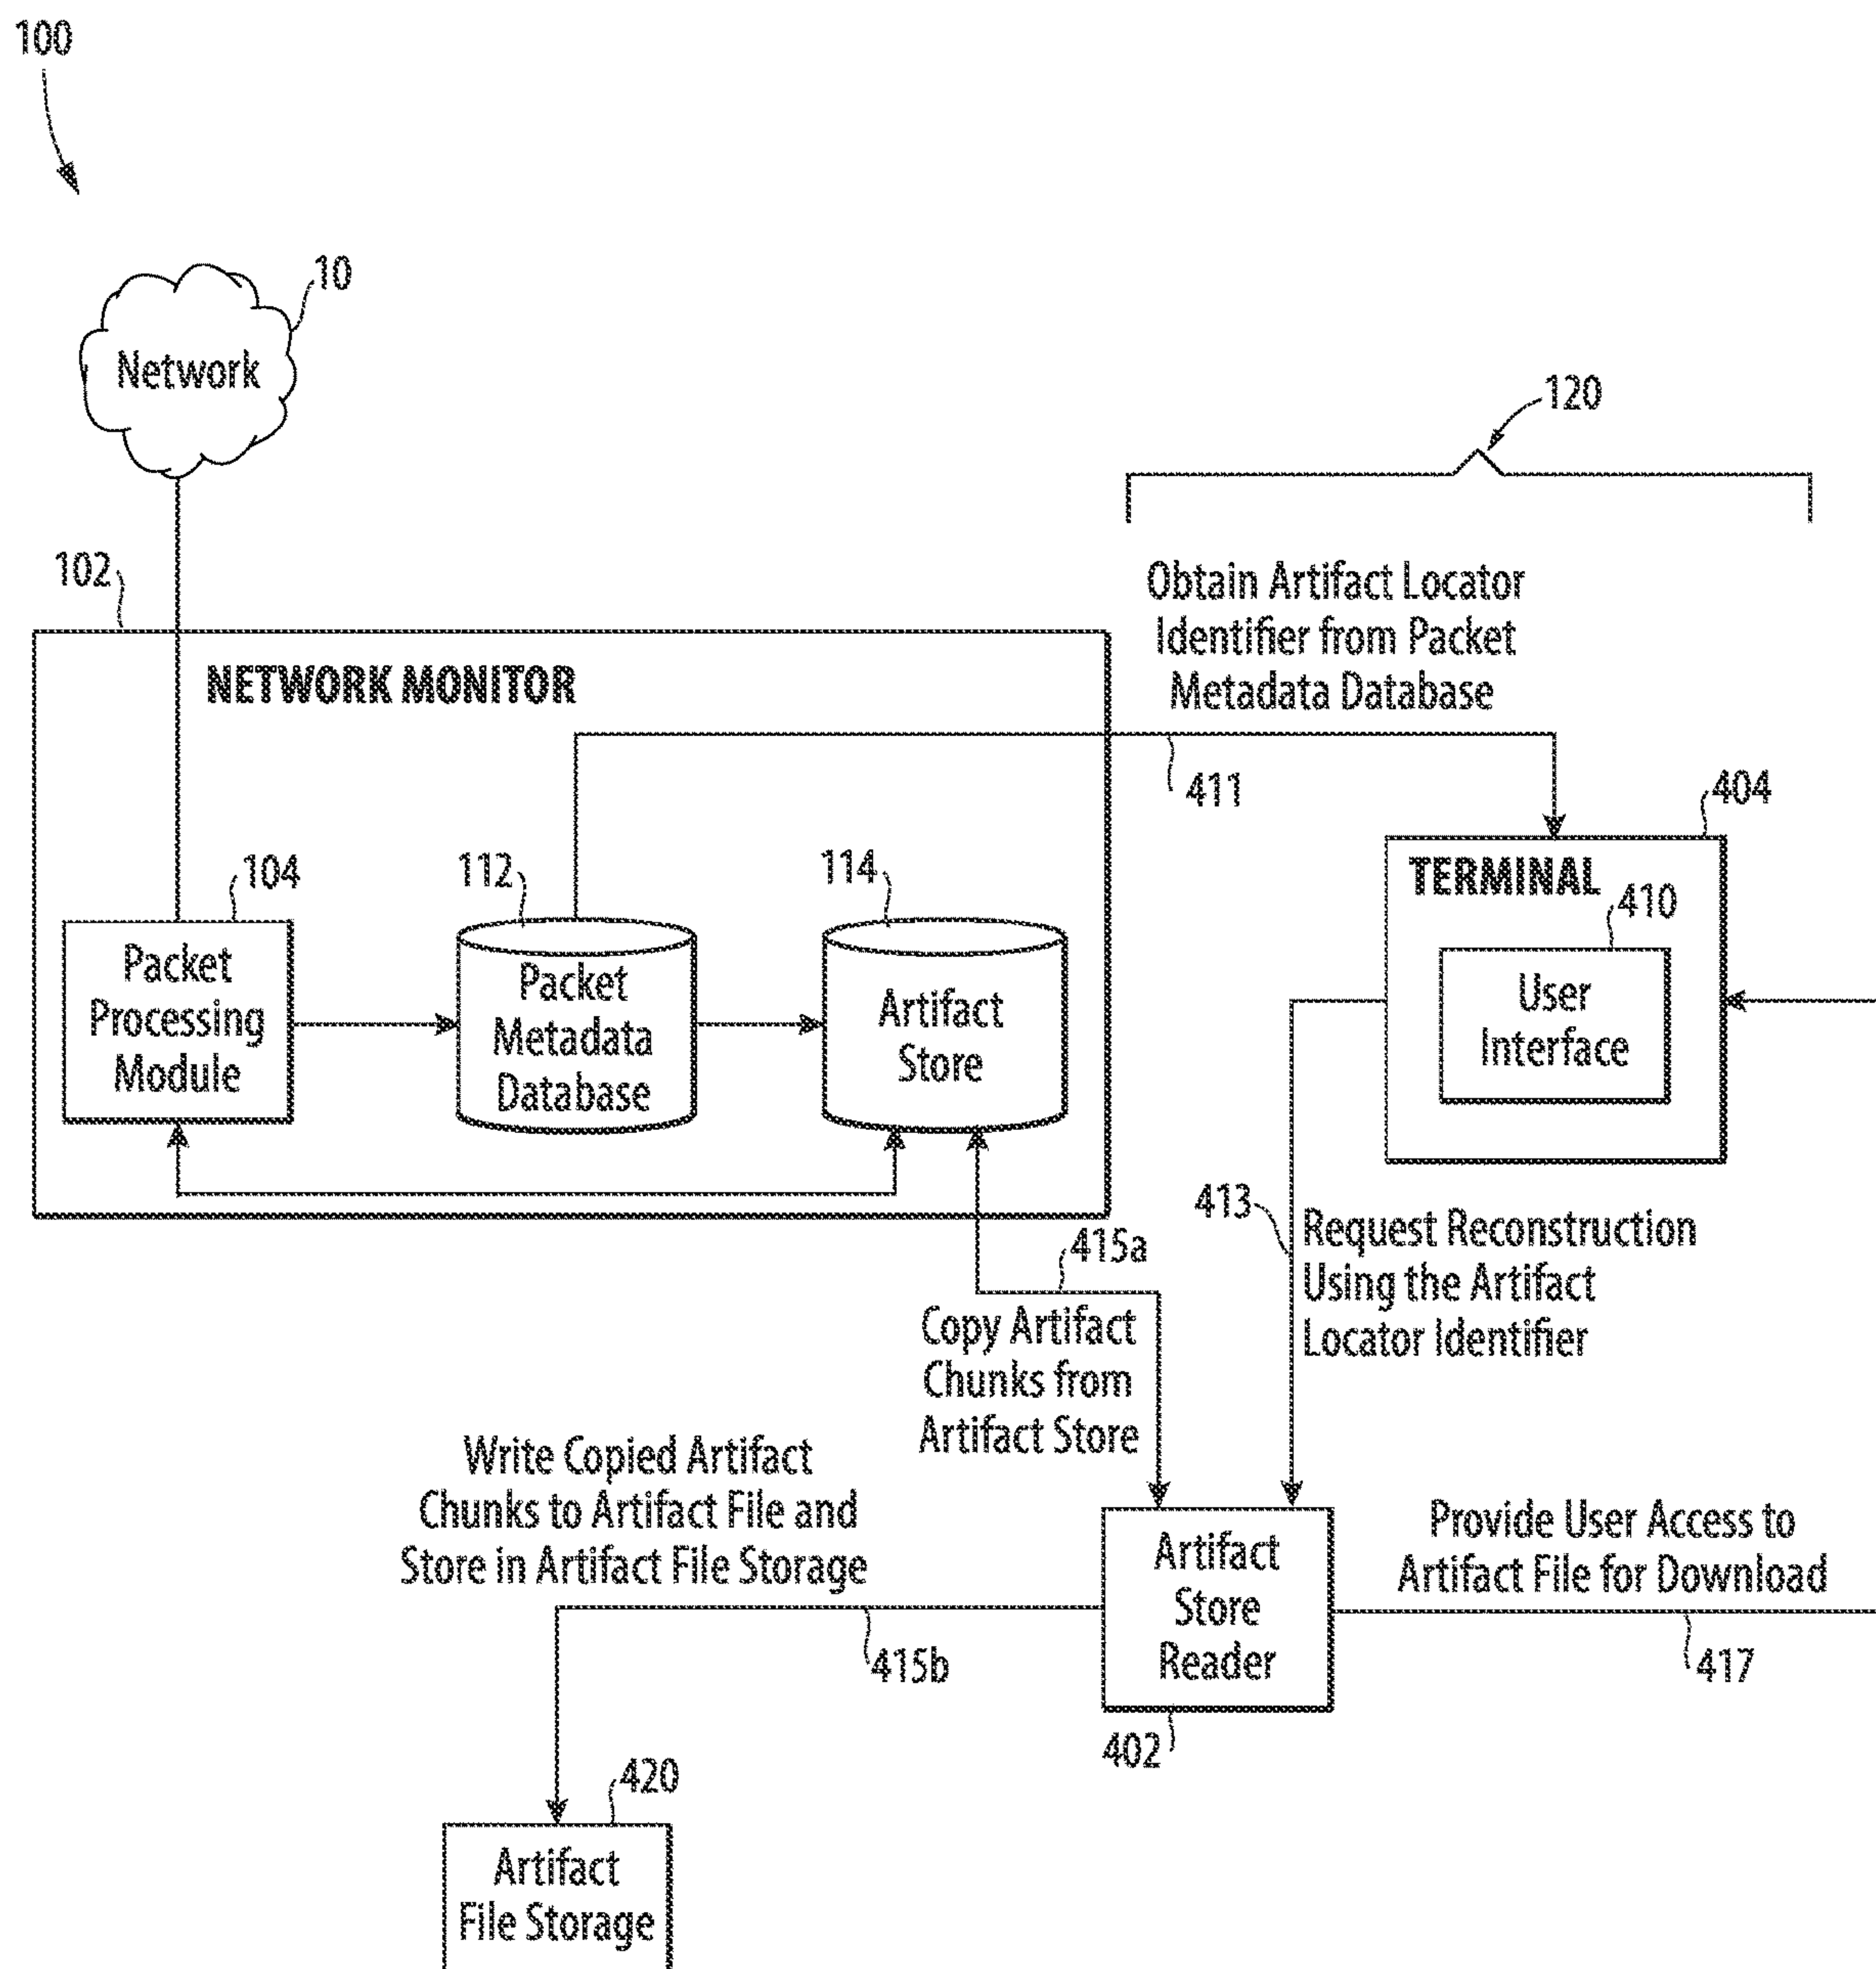 100
10
Network
120
102
Obtain Artifact Locator
Identifier from Packet
Metadata Database
NETWORK MONITOR
411
404
TERMINAL
104
112
114
410
Packet
Processing
Module
Packet
Metadata
Database
Artifact
Store
User
Interface
413
Request Reconstruction
Using the Artifact
Locator Identifier
415a
Copy Artifact
Chunks from
Artifact Store
Write Copied Artifact
Chunks to Artifact File and
Store in Artifact File Storage
415b
Artifact
Store
Reader
402
Provide User Access to
Artifact File for Download
417
420
Artifact
File Storage